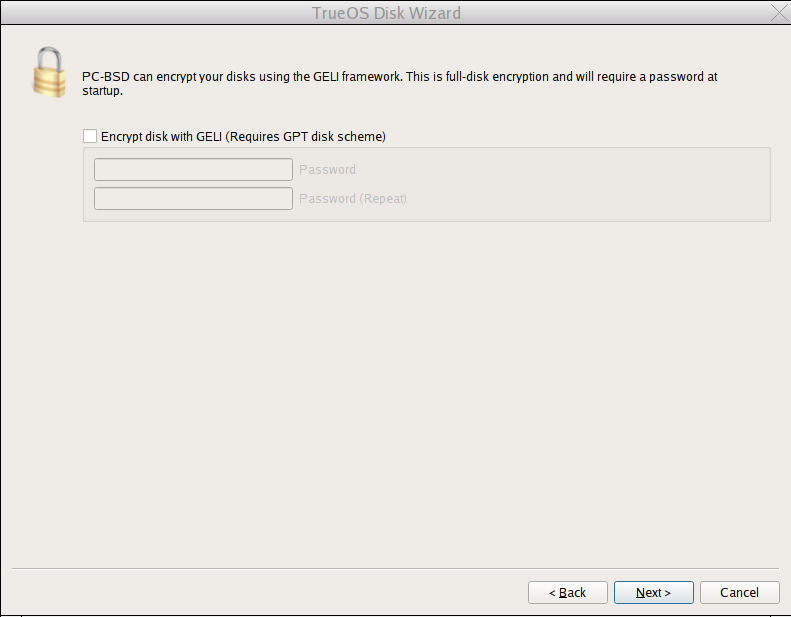 TrueOS Disk Wizard
PC-BSD can encrypt your disks using the GELI framework. This is full-disk encryption and will require a password at
startup.
Encrypt disk with GELI (Requires GPT disk scheme)
Password
Password (Repeat)
< Back Next > Cancel